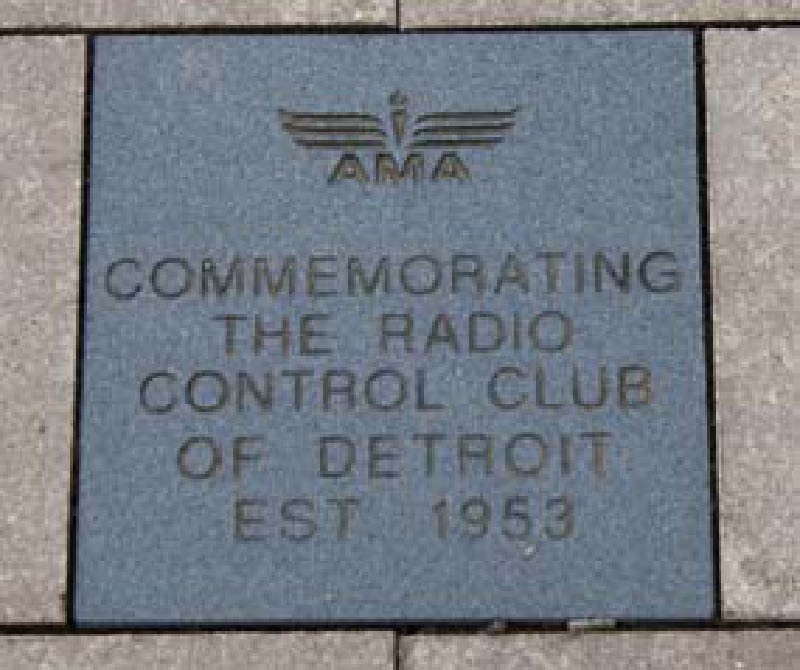 AMA
COMMEMORATING
THE RADIO
CONTROL CLUB
OF DETROIT
EST. 1953